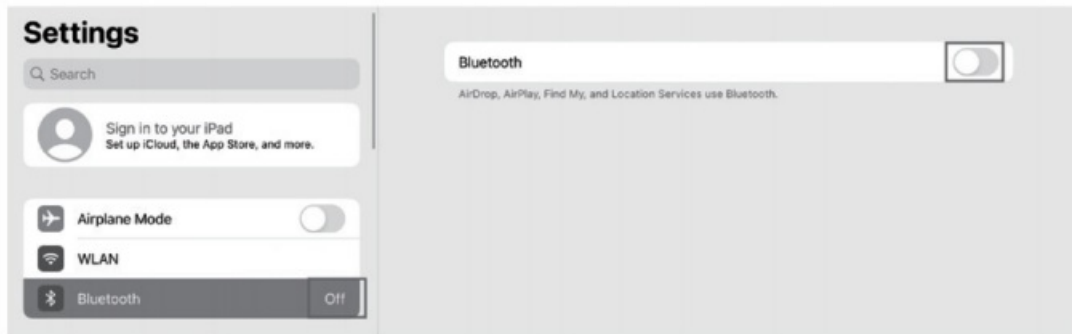 Settings
Search
Sign in to your iPad
Set up iCloud, the App Store, and more.
Airplane Mode
WLAN
Bluetooth
Off
Bluetooth
AirDrop, AirPlay, Find My, and Location Services use Bluetooth.